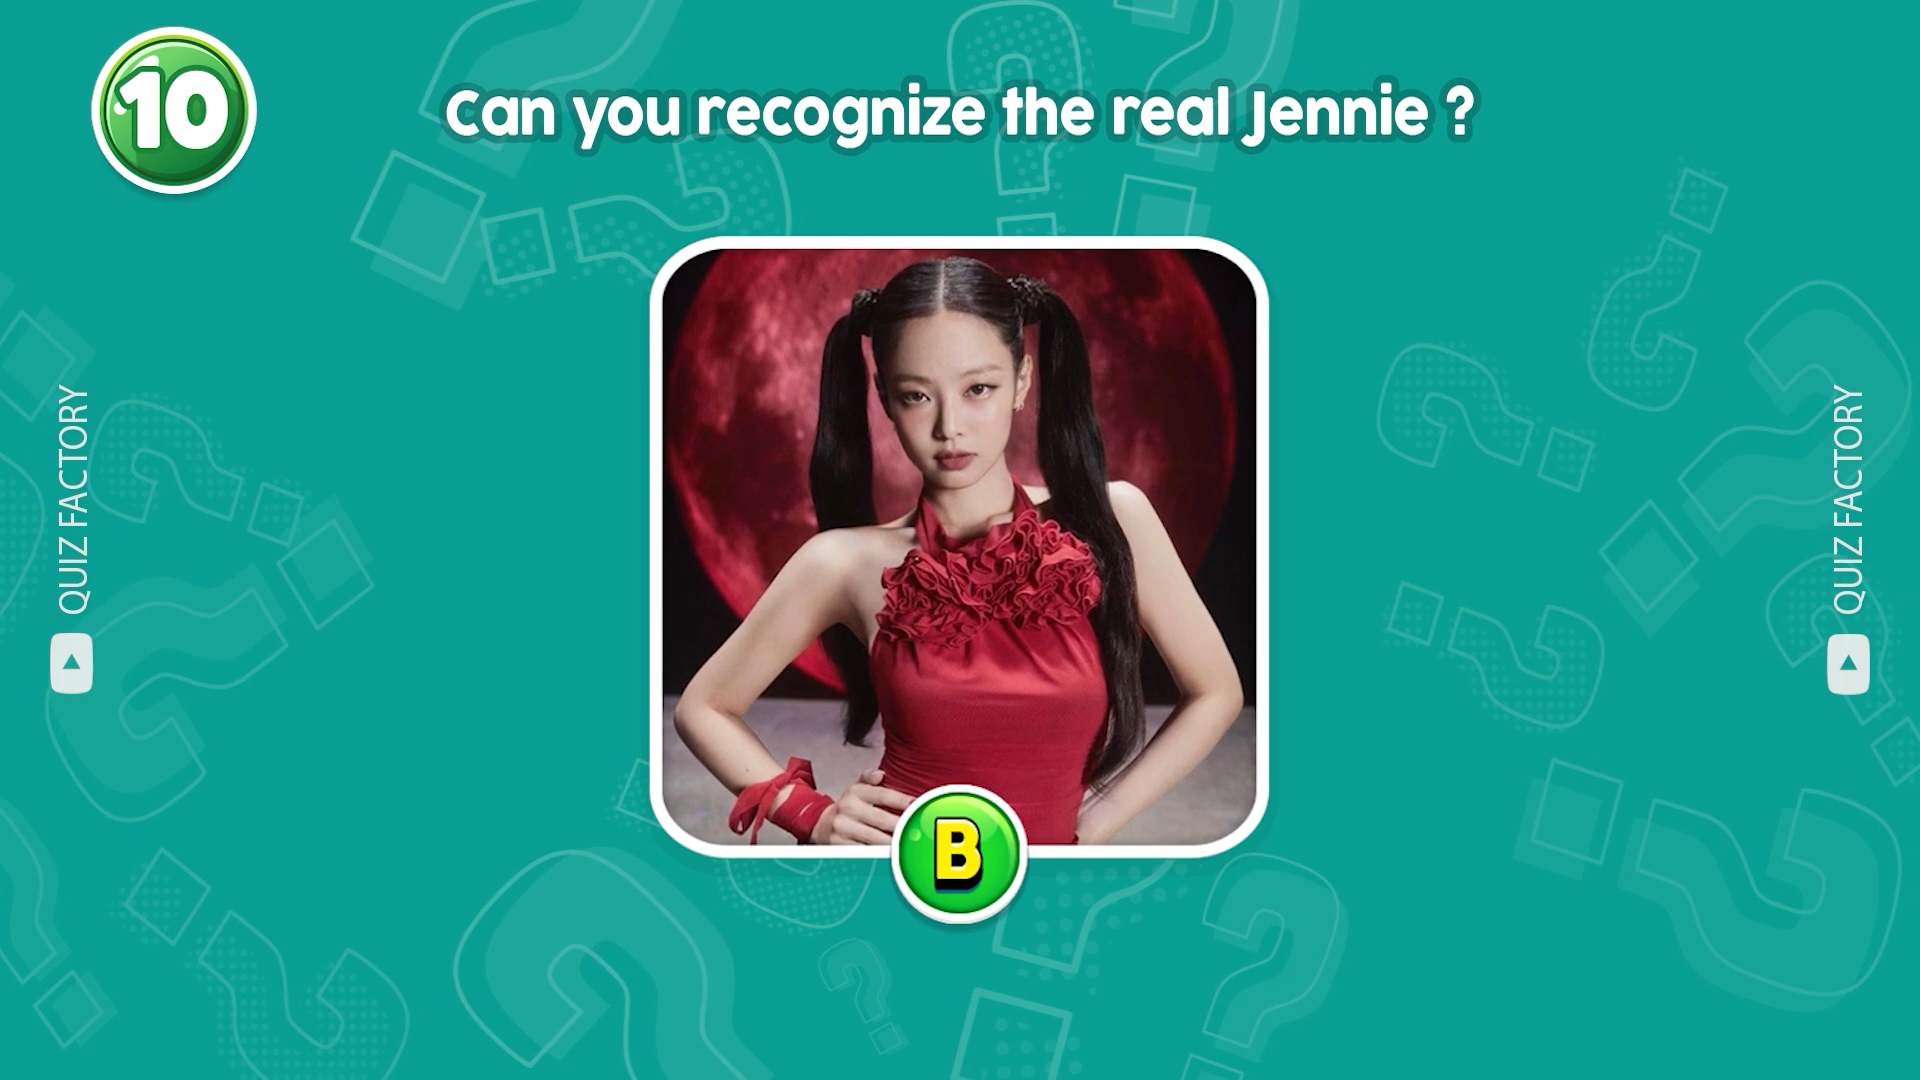 10
Can you recognize the real Jennie ?
QUIZ FACTORY
QUIZ FACTORY
B